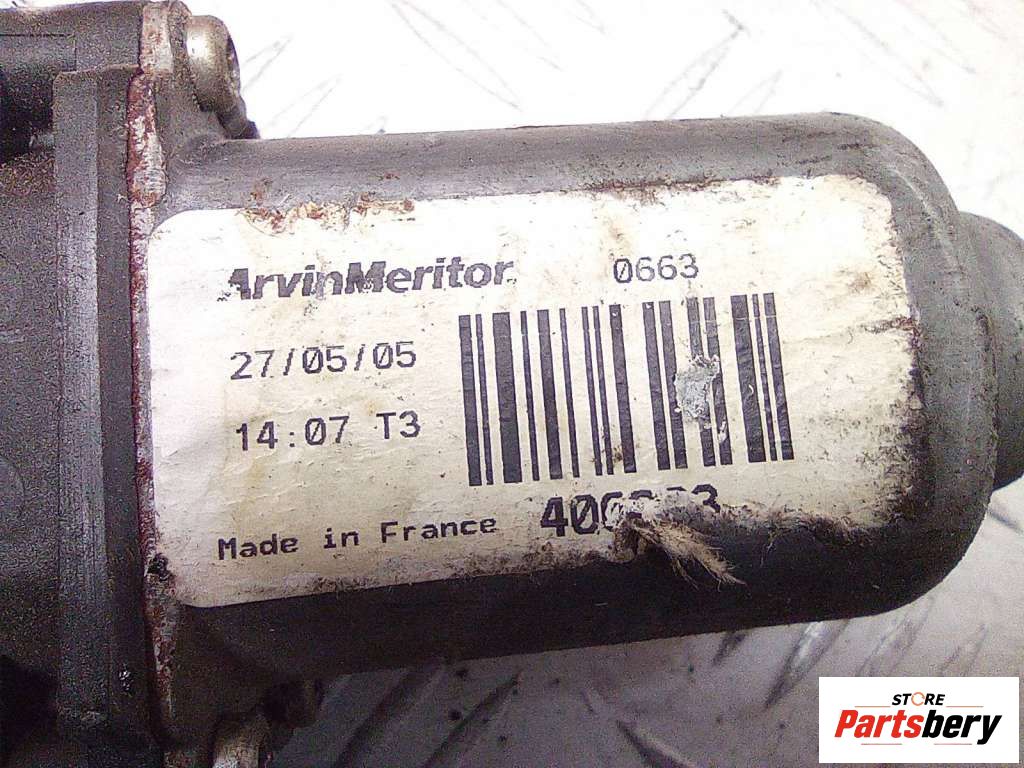 ArvinMeritor 0663
27/05/05
14:07 T3
Made in France
STORE
Partsbery